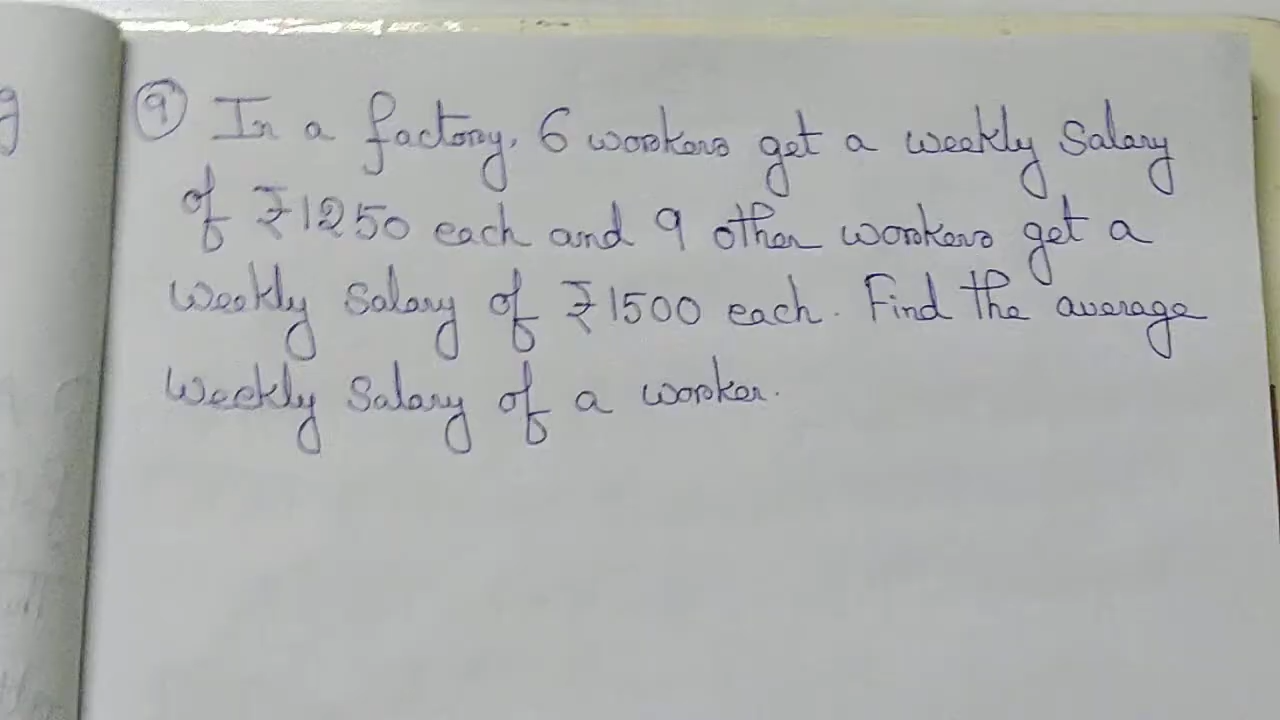 9 In a factory, 6 workers get a weekly Salary
of ₹1250 each and 9 other workers get a
weekly Salary of ₹1500 each. Find the average
weekly Salary of a worker.